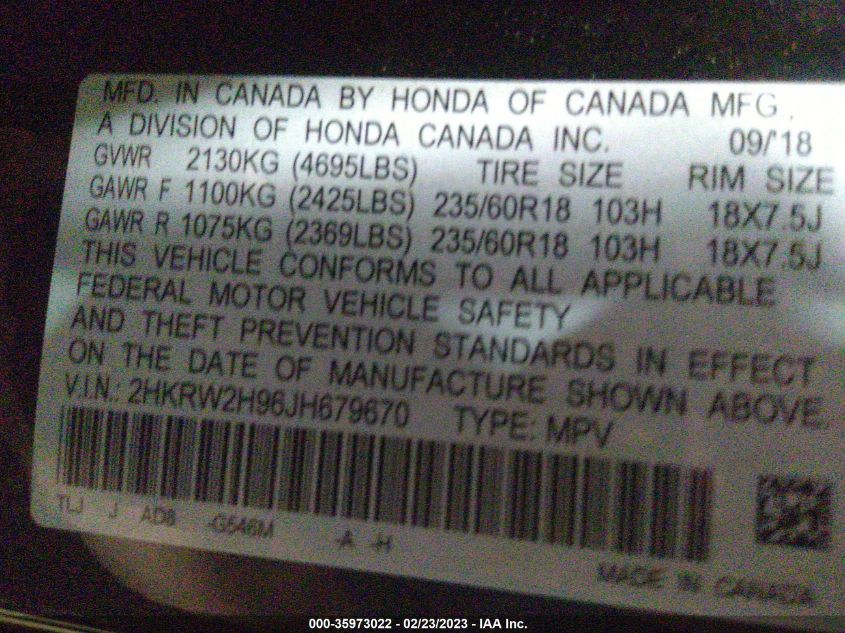 MFD. IN CANADA BY HONDA OF CANADA MFG.,
A DIVISION OF HONDA CANADA INC. 09/'18
GVWR 2130KG (4695LBS) TIRE SIZE RIM SIZE
GAWR F 1100KG (2425LBS) 235/60R18 103H 18X7.5J
GAWR R 1075KG (2369LBS) 235/60R18 103H 18X7.5J
THIS VEHICLE CONFORMS TO ALL APPLICABLE
FEDERAL MOTOR VEHICLE SAFETY
AND THEFT PREVENTION STANDARDS IN EFFECT
ON THE DATE OF MANUFACTURE SHOWN ABOVE.
V.I.N.: 2HKRW2H96JH679670 TYPE: MPV
TLJ J AD8 -G546M -A -H
MADE IN CANADA
000-35973022 - 02/23/2023 - IAA Inc.